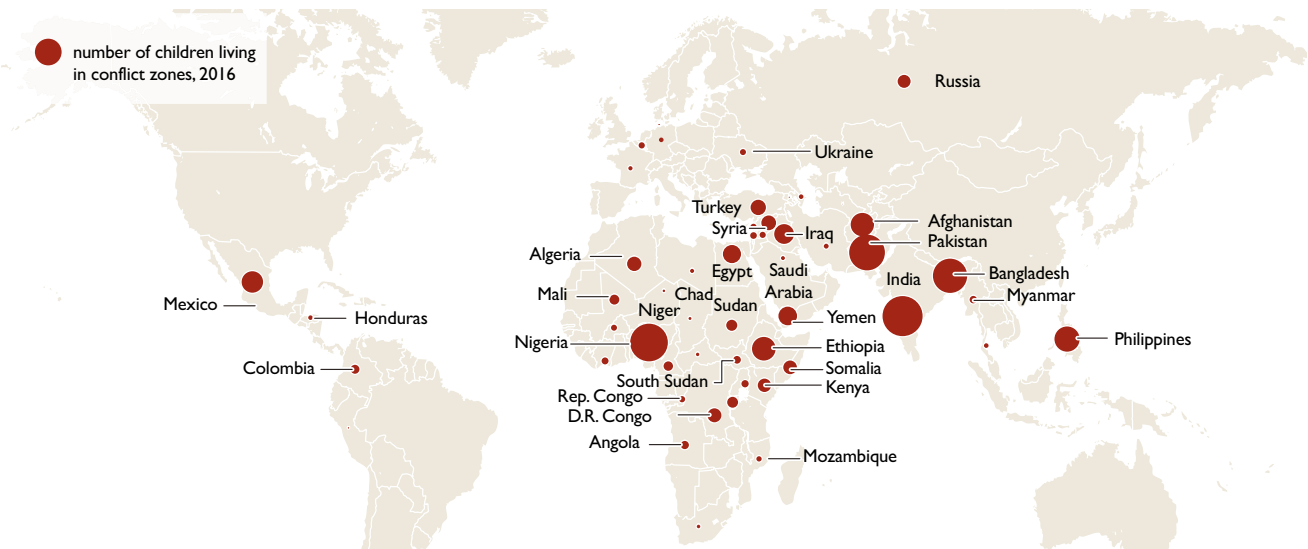 number of children living
in conflict zones, 2016
Russia
Ukraine
Turkey
Syria
Iraq
Afghanistan
Pakistan
Algeria
Egypt
Saudi
Arabia
India
Bangladesh
Myanmar
Mexico
Honduras
Mali
Niger
Chad
Sudan
Yemen
Nigeria
Ethiopia
Philippines
Colombia
South Sudan
Somalia
Kenya
Rep. Congo
D.R. Congo
Angola
Mozambique